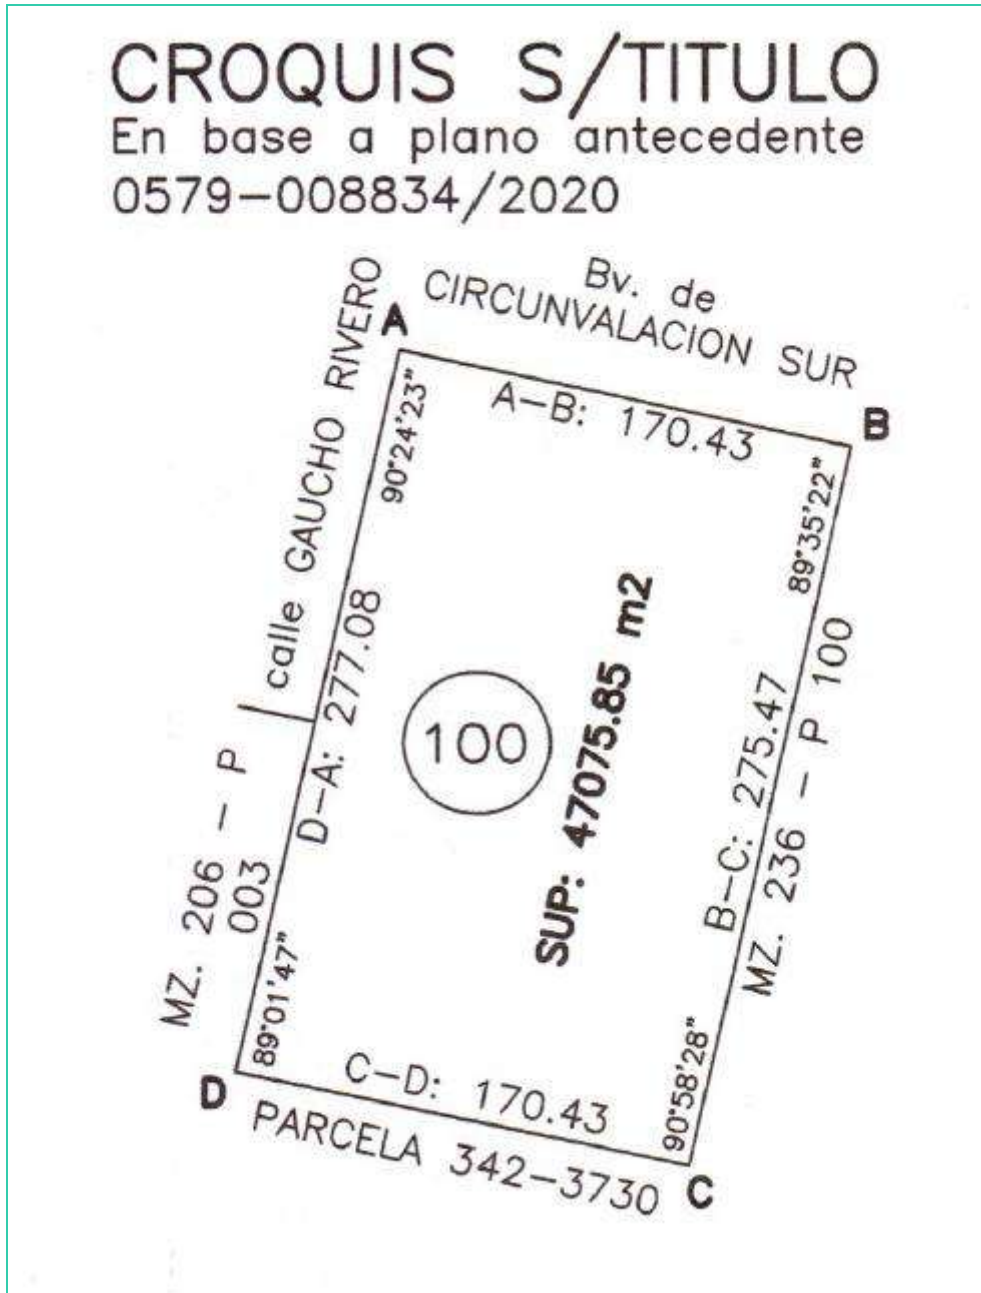 CROQUIS S/TITULO
En base a plano antecedente
0579-008834/2020
Bv. de
CIRCUNVALACION SUR
calle GAUCHO RIVERO
A
B
A-B: 170.43
90°24'23"
89°35'22"
D-A: 277.08
100
SUP: 47075.85 m2
B-C: 275.47
MZ. 236 - P 100
MZ. 206 - P
003
89°01'47"
90°58'28"
C-D: 170.43
D
C
PARCELA 342-3730